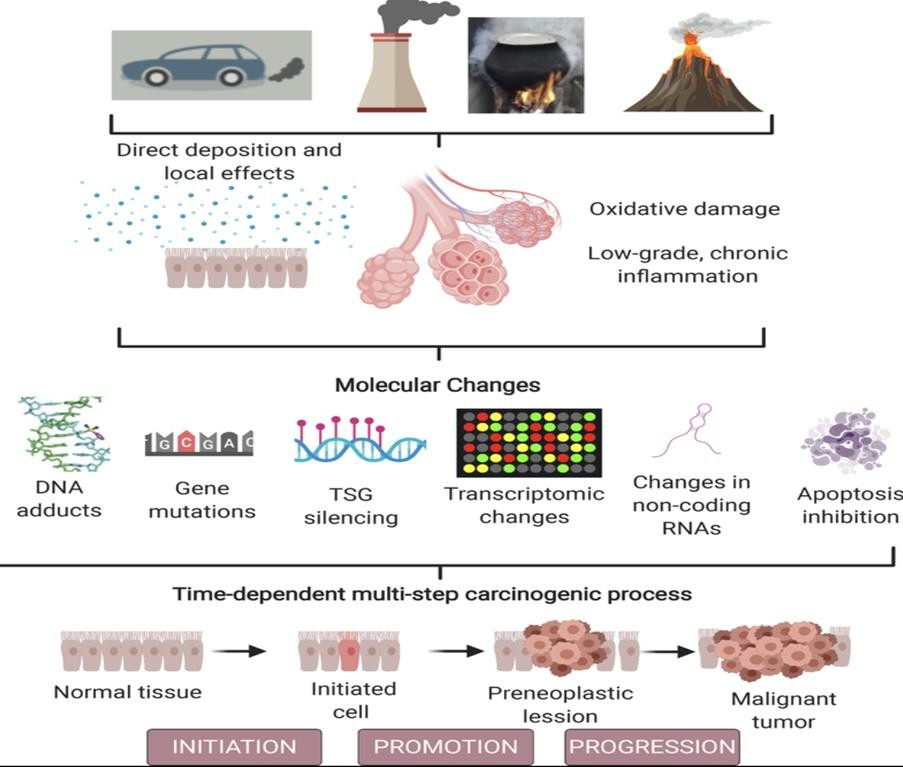 Direct deposition and
local effects
Oxidative damage
Low-grade, chronic
inflammation
Molecular Changes
G C G A C
DNA
adducts
Gene
mutations
TSG
silencing
Transcriptomic
changes
Changes in
non-coding
RNAs
Apoptosis
inhibition
Time-dependent multi-step carcinogenic process
Normal tissue
Initiated
cell
Preneoplastic
lession
Malignant
tumor
INITIATION
PROMOTION
PROGRESSION